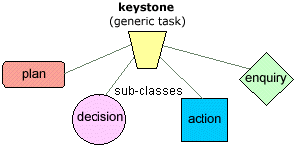 keystone
(generic task)
plan
enquiry
sub-classes
decision
action